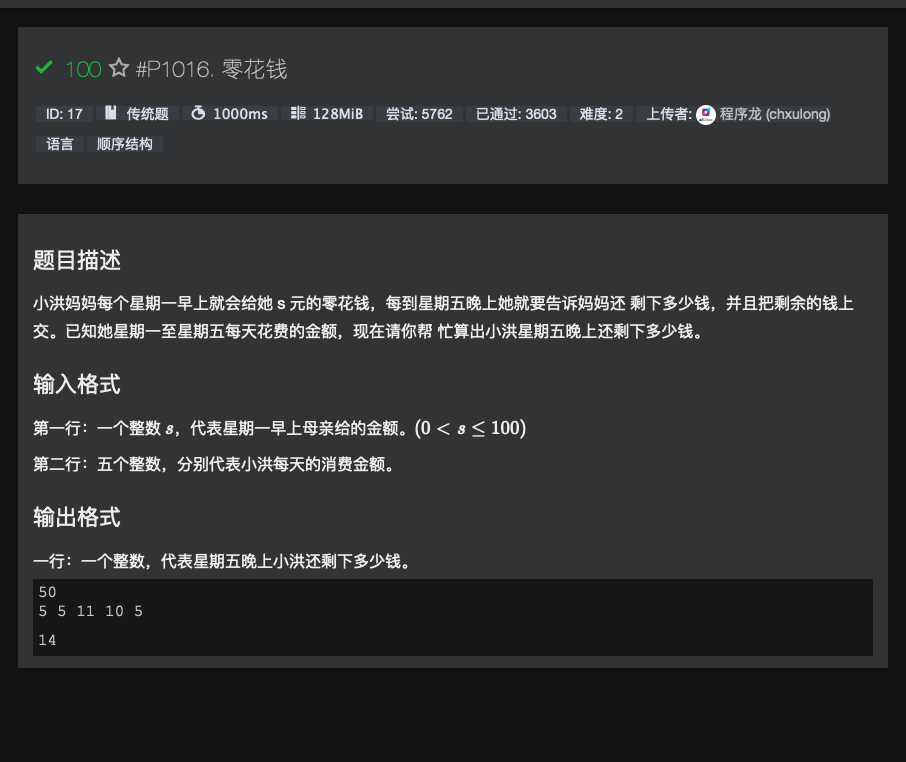 100 #P1016. 零花钱
ID: 17 传统题 1000ms 128MiB 尝试: 5762 已通过: 3603 难度: 2 上传者: 程序龙 (chxulong)
语言 顺序结构
题目描述
小洪妈妈每个星期一早上就会给她 s 元的零花钱，每到星期五晚上她就要告诉妈妈还 剩下多少钱，并且把剩余的钱上
交。已知她星期一至星期五每天花费的金额，现在请你帮 忙算出小洪星期五晚上还剩下多少钱。
输入格式
第一行：一个整数 s，代表星期一早上母亲给的金额。(0 < s ≤ 100)
第二行：五个整数，分别代表小洪每天的消费金额。
输出格式
一行：一个整数，代表星期五晚上小洪还剩下多少钱。
50
5 5 11 10 5
14